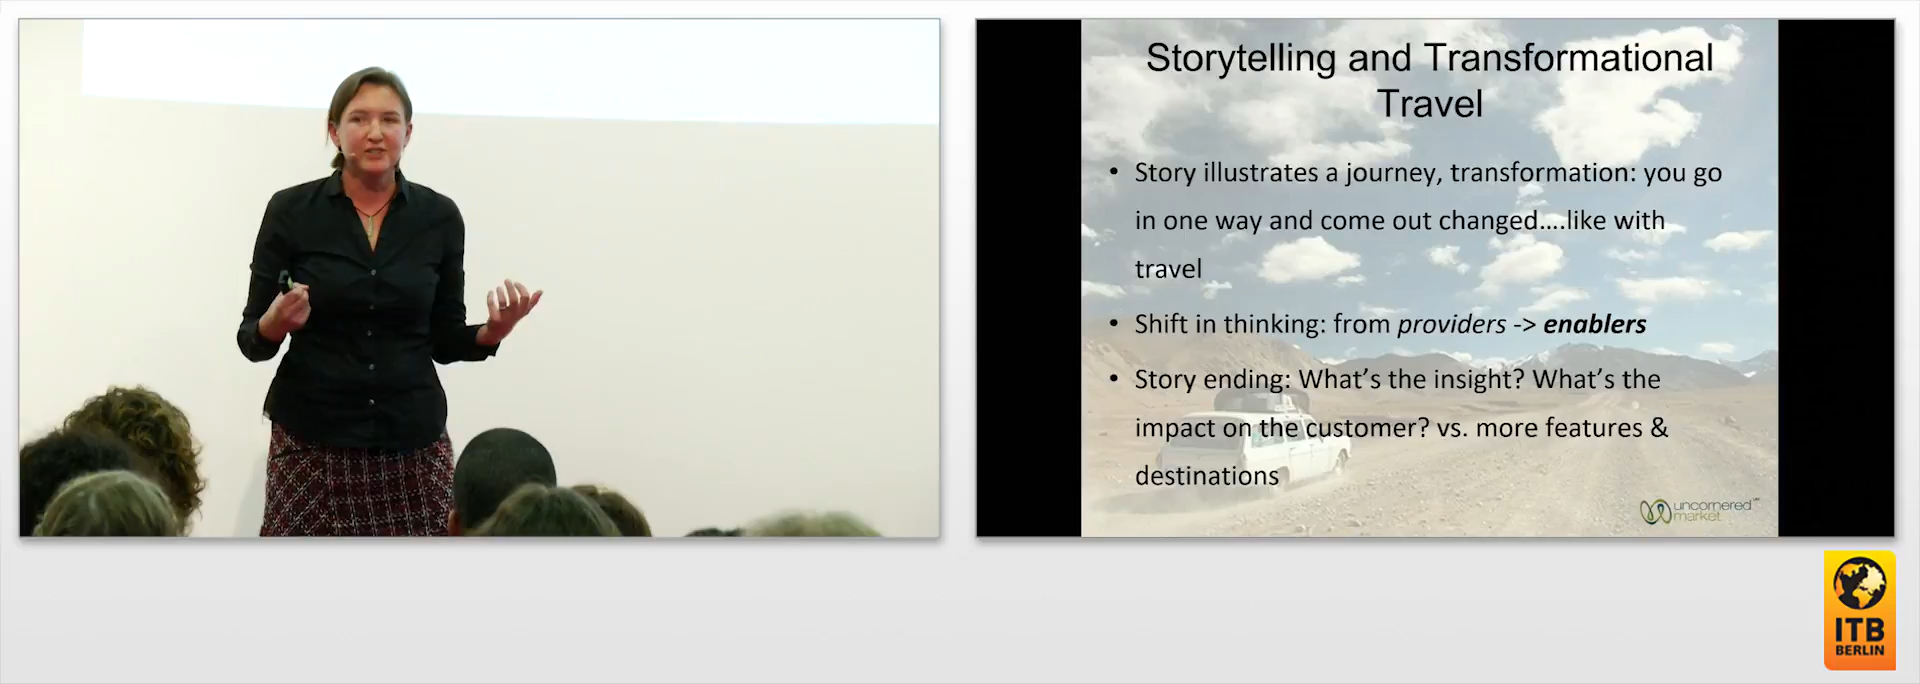 Storytelling and Transformational
Travel
• Story illustrates a journey, transformation: you go
in one way and come out changed....like with
travel
• Shift in thinking: from providers -> enablers
• Story ending: What's the insight? What's the
impact on the customer? vs. more features &
destinations
uncornered
market
ITB
BERLIN